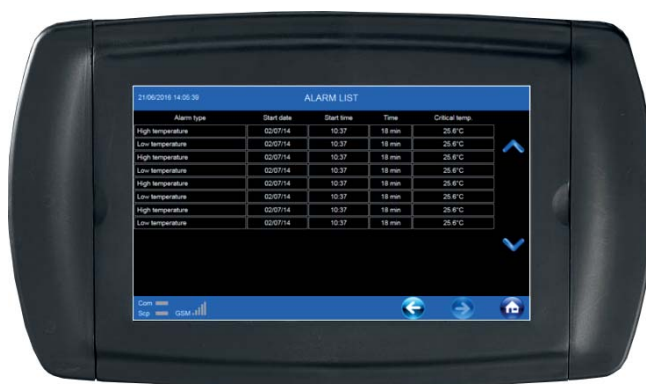 21/06/2016 14:05:39 ALARM LIST
Alarm type Start date Start time Time Critical temp.
High temperature 02/07/14 10:37 18 min 25.6°C
Low temperature 02/07/14 10:37 18 min 25.6°C
High temperature 02/07/14 10:37 18 min 25.6°C
Low temperature 02/07/14 10:37 18 min 25.6°C
High temperature 02/07/14 10:37 18 min 25.6°C
Low temperature 02/07/14 10:37 18 min 25.6°C
High temperature 02/07/14 10:37 18 min 25.6°C
Low temperature 02/07/14 10:37 18 min 25.6°C
Com
Scp GSM